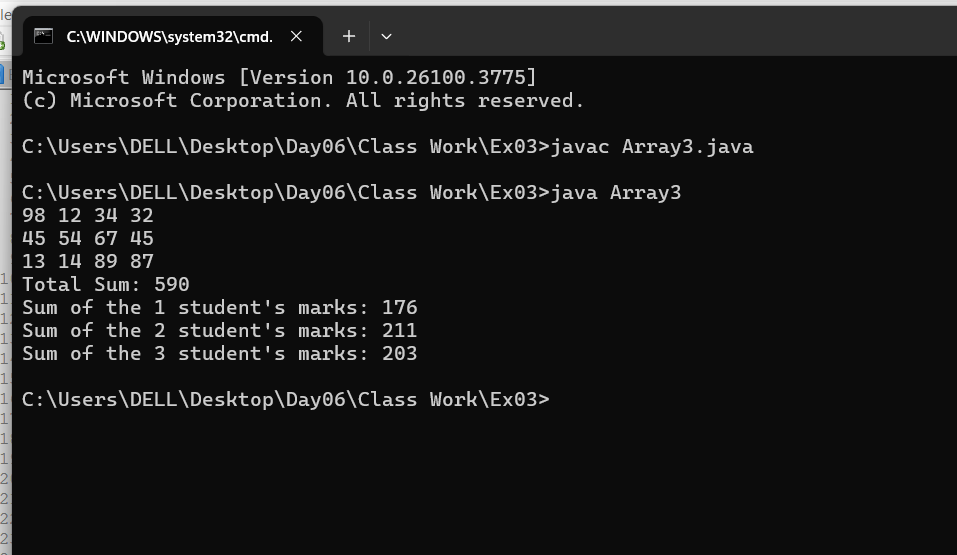 C:\WINDOWS\system32\cmd.
Microsoft Windows [Version 10.0.26100.3775]
(c) Microsoft Corporation. All rights reserved.
C:\Users\DELL\Desktop\Day06\Class Work\Ex03>javac Array3.java
C:\Users\DELL\Desktop\Day06\Class Work\Ex03>java Array3
98 12 34 32
45 54 67 45
13 14 89 87
Total Sum: 590
Sum of the 1 student's marks: 176
Sum of the 2 student's marks: 211
Sum of the 3 student's marks: 203
C:\Users\DELL\Desktop\Day06\Class Work\Ex03>